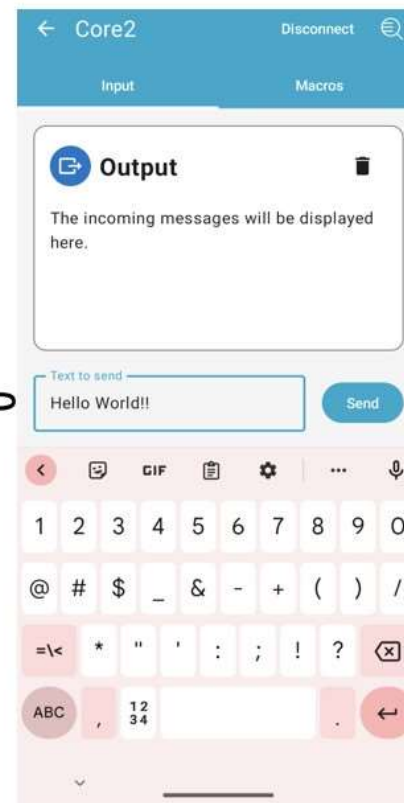 Core2 Disconnect
Input Macros
Output
The incoming messages will be displayed
here.
Text to send
Hello World!! Send
GIF ...
1 2 3 4 5 6 7 8 9 0
@ # $ _ & - + ( ) /
=\< * " ' : ; ! ?
ABC , 12 .
34